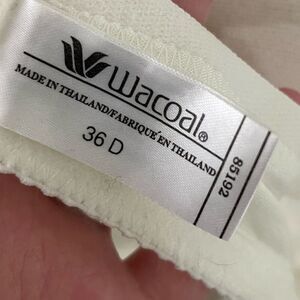 wacoal®
MADE IN THAILAND/FABRIQUÉ EN THAILAND
36 D
85192